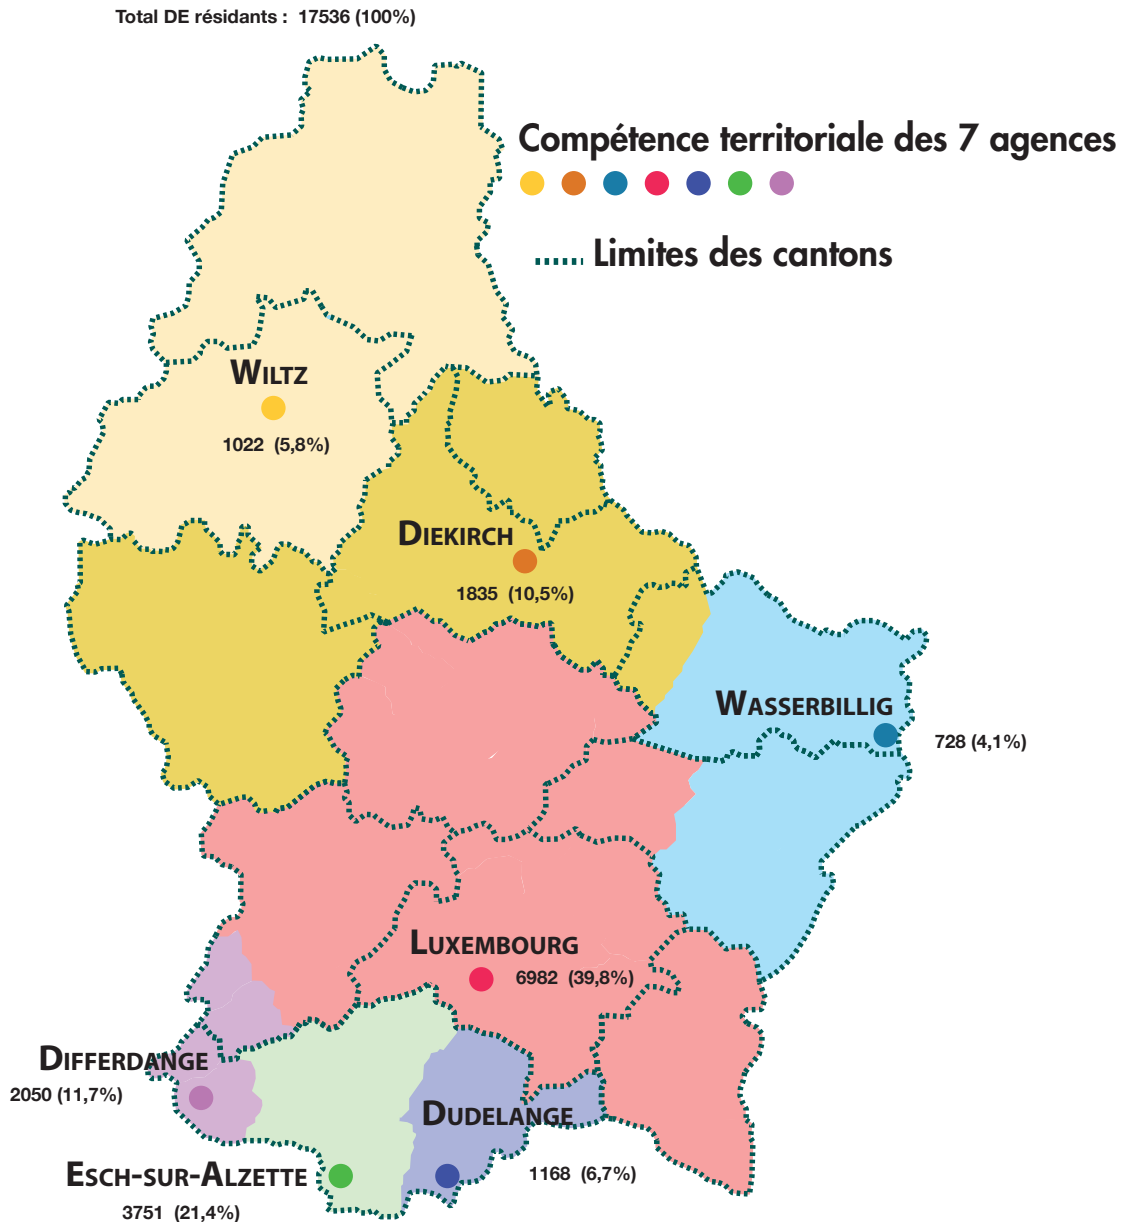 Total DE résidants : 17536 (100%)
Compétence territoriale des 7 agences
Limites des cantons
WILTZ
1022 (5,8%)
DIEKIRCH
1835 (10,5%)
WASSERBILLIG
728 (4,1%)
LUXEMBOURG
6982 (39,8%)
DIFFERDANGE
2050 (11,7%)
DUDELANGE
ESCH-SUR-ALZETTE
1168 (6,7%)
3751 (21,4%)